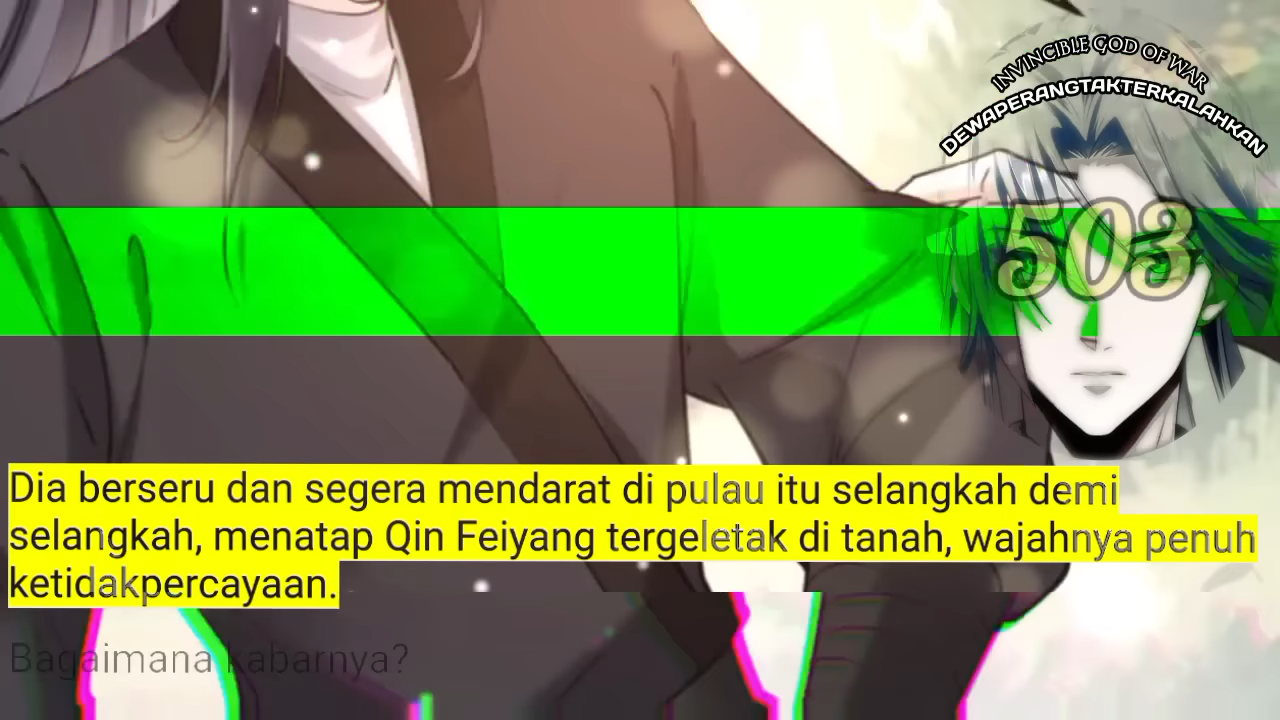 INVINCIBLE GOD OF WAR
DEWAPERANGTAKTERKALAHKAN
503
Dia berseru dan segera mendarat di pulau itu selangkah demi
selangkah, menatap Qin Feiyang tergeletak di tanah, wajahnya penuh
ketidakpercayaan.
Bagaimana kabarnya?